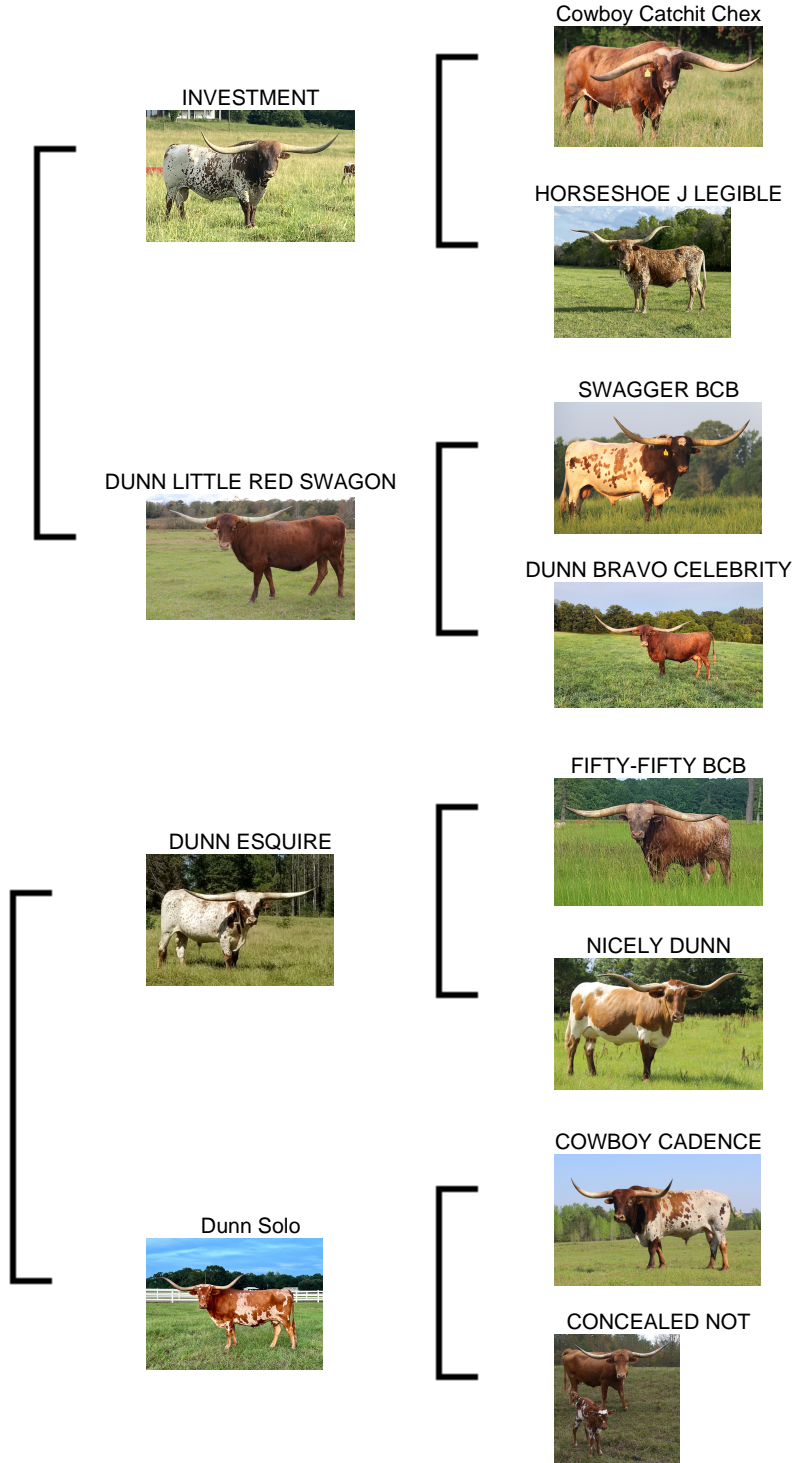 Cowboy Catchit Chex
INVESTMENT
HORSESHOE J LEGIBLE
SWAGGER BCB
DUNN LITTLE RED SWAGON
DUNN BRAVO CELEBRITY
FIFTY-FIFTY BCB
DUNN ESQUIRE
NICELY DUNN
COWBOY CADENCE
Dunn Solo
CONCEALED NOT